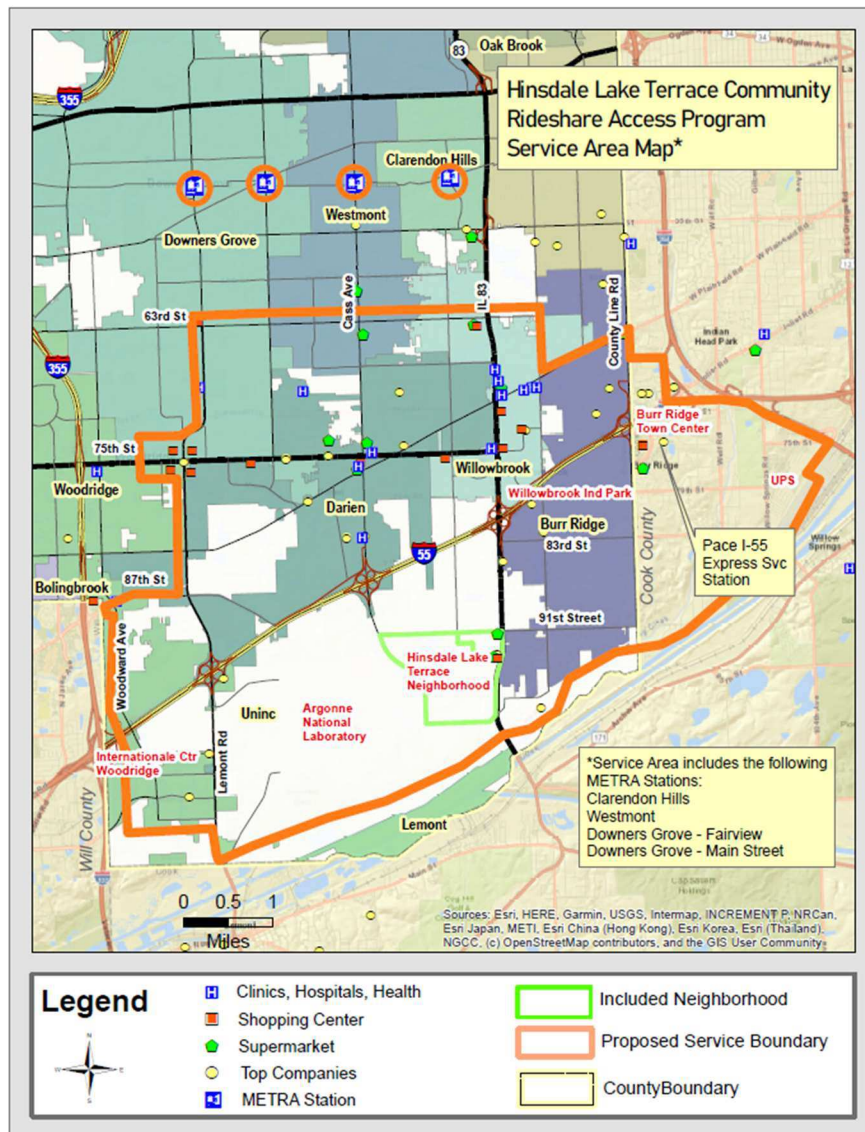 Hinsdale Lake Terrace Community
Rideshare Access Program
Service Area Map*
Oak Brook
83
355
34
34
Clarendon Hills
Westmont
Downers Grove
Cass Ave
IL 83
County Line Rd
63rd St
355
Indian
Head Park
Burr Ridge
Town Center
75th St
75th St
Woodridge
Willowbrook
Willowbrook Ind Park
UPS
Darien
Burr Ridge
83rd St
55
Pace I-55
Express Svc
Station
Willow
Springs
Cook County
87th St
Bolingbrook
91st Street
Woodward Ave
Hinsdale Lake
Terrace
Neighborhood
Uninc
Argonne
National
Laboratory
171
Internationale Ctr
Woodridge
Lemont Rd
Will County
Lemont
*Service Area includes the following
METRA Stations:
Clarendon Hills
Westmont
Downers Grove - Fairview
Downers Grove - Main Street
0 0.5 1
Miles
Sources: Esri, HERE, Garmin, USGS, Intermap, INCREMENT P, NRCan,
Esri Japan, METI, Esri China (Hong Kong), Esri Korea, Esri (Thailand),
NGCC, (c) OpenStreetMap contributors, and the GIS User Community
Legend
N
W E
S
Clinics, Hospitals, Health
Shopping Center
Supermarket
Top Companies
METRA Station
Included Neighborhood
Proposed Service Boundary
CountyBoundary